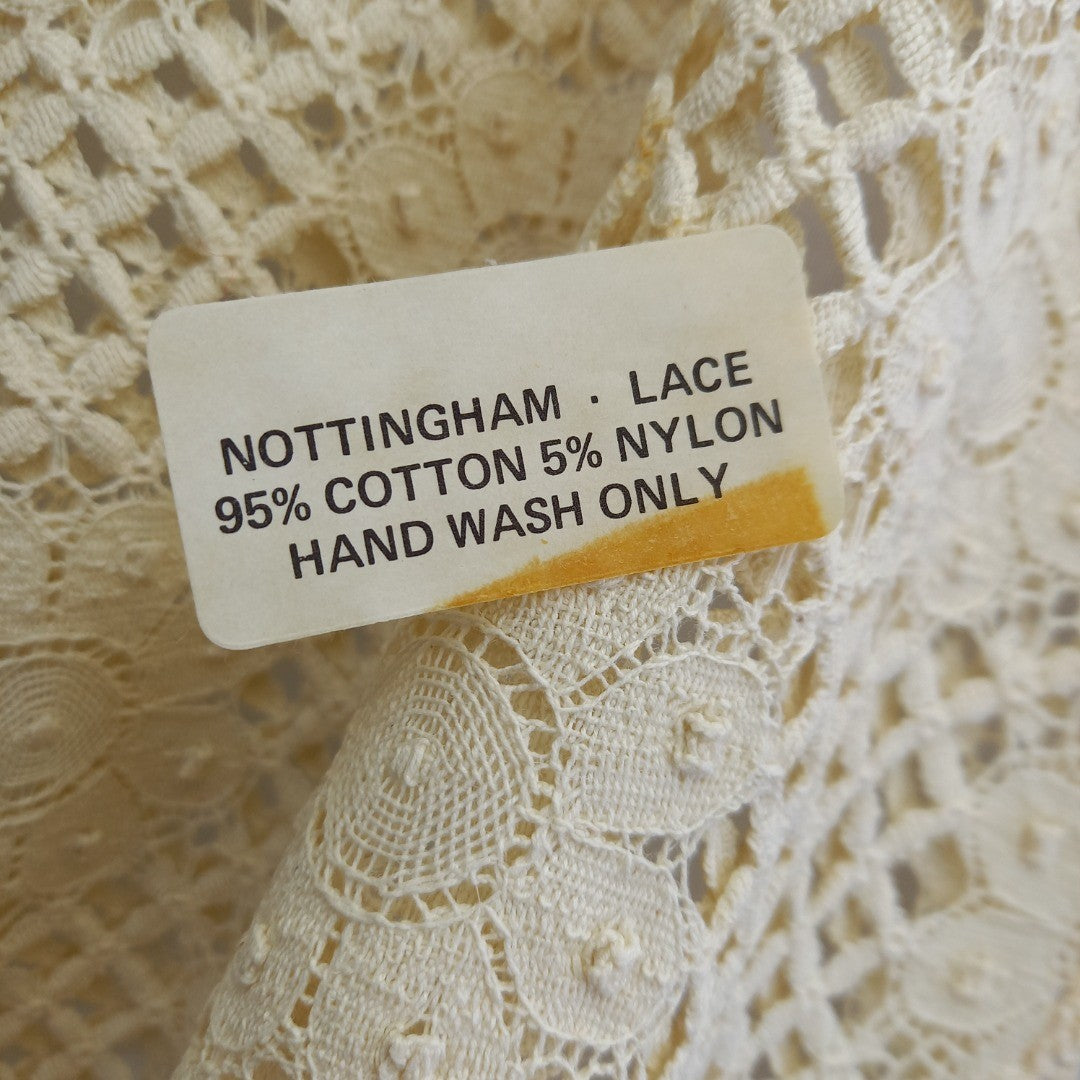 NOTTINGHAM · LACE
95% COTTON 5% NYLON
HAND WASH ONLY